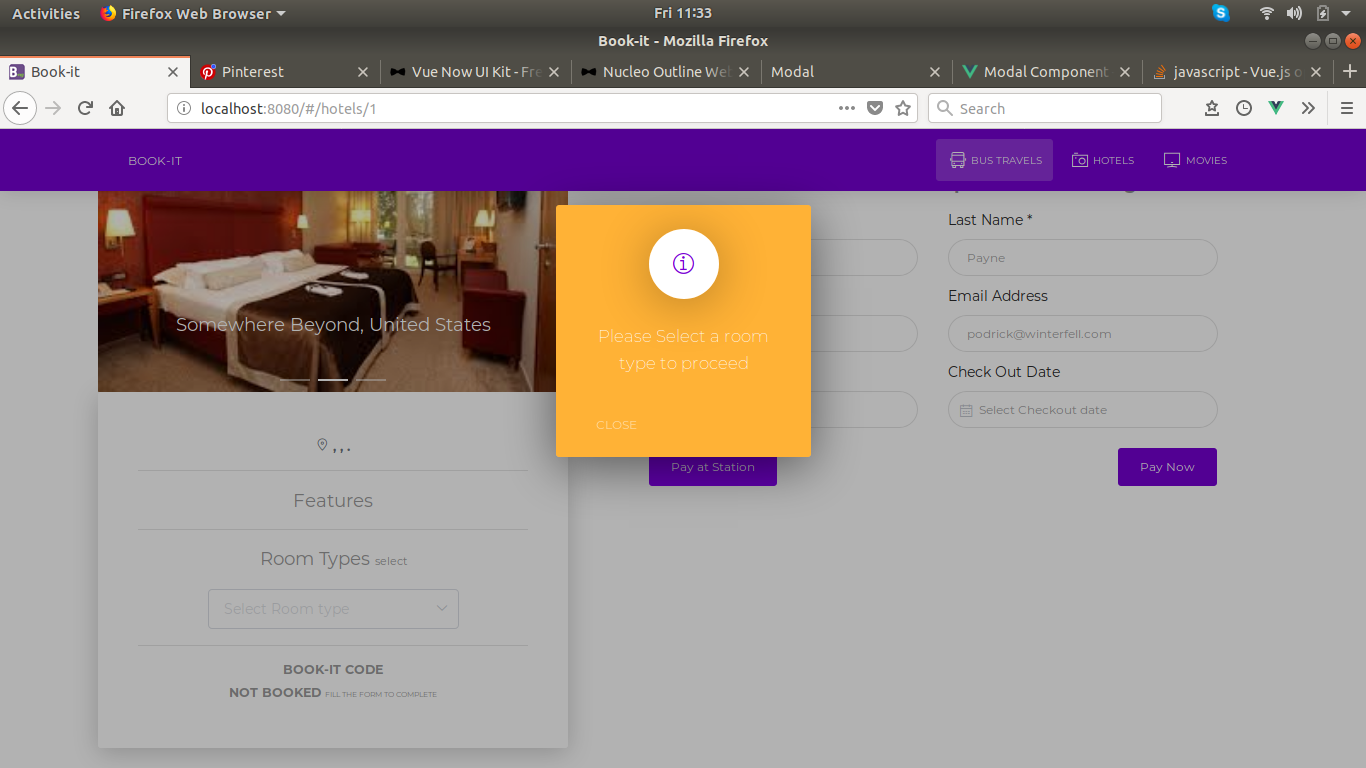 Activities
Firefox Web Browser
Fri 11:33
Book-it - Mozilla Firefox
Book-it
Pinterest
Vue Now UI Kit - Fre
Nucleo Outline Web
Modal
Modal Component
javascript - Vue.js o
localhost:8080/#/hotels/1
Search
BOOK-IT
BUS TRAVELS
HOTELS
MOVIES
Somewhere Beyond, United States
, , .
Features
Room Types select
Select Room type
BOOK-IT CODE
NOT BOOKED FILL THE FORM TO COMPLETE
Please Select a room
type to proceed
CLOSE
Last Name *
Payne
Email Address
podrick@winterfell.com
Check Out Date
Select Checkout date
Pay at Station
Pay Now